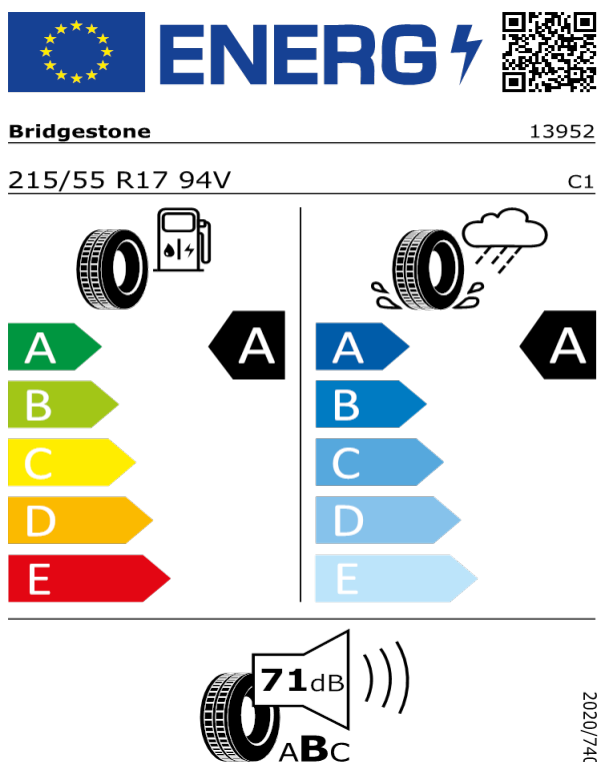 ENERG
Bridgestone 13952
215/55 R17 94V C1
A A
B
C
D
E
A A
B
C
D
E
71dB
ABC
2020/740